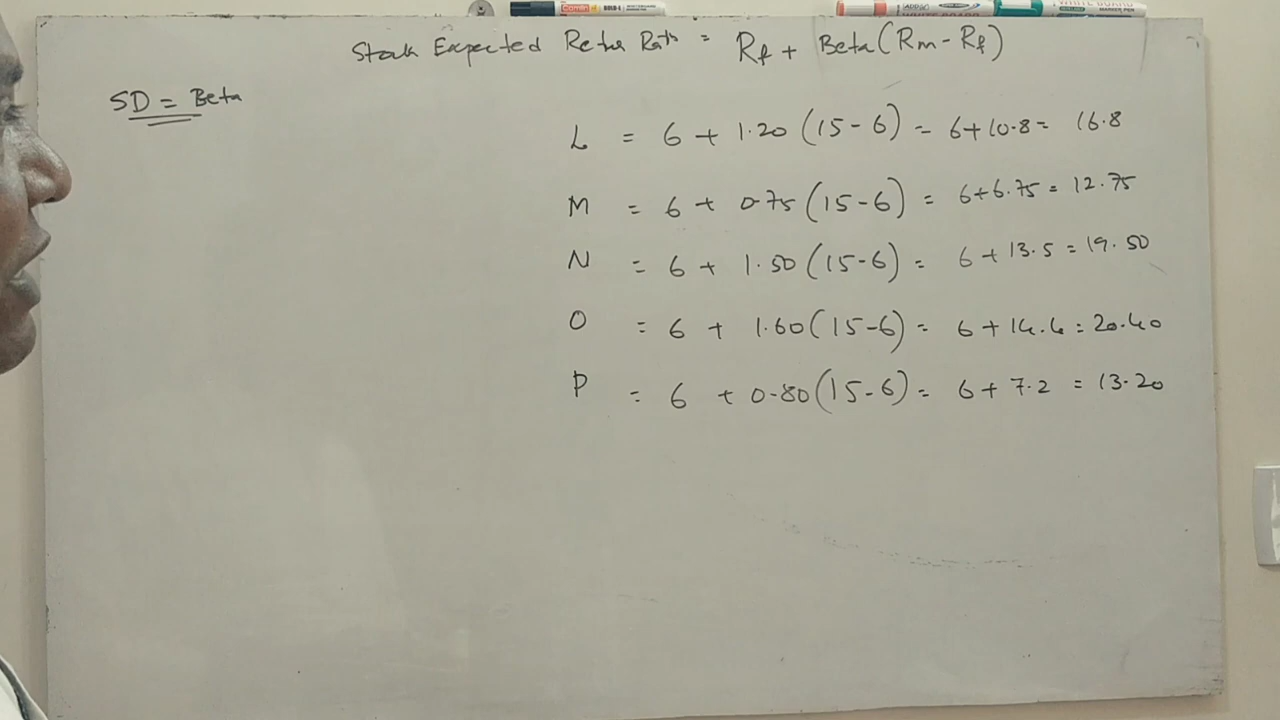 Stock Expected Return Rate = Rf + Beta (Rm - Rf)
SD = Beta
L = 6 + 1.20 (15-6) = 6+10.8 = 16.8
M = 6 + 0.75 (15-6) = 6+6.75 = 12.75
N = 6 + 1.50 (15-6) = 6 + 13.5 = 19.50
O = 6 + 1.60 (15-6) = 6 + 14.4 = 20.40
P = 6 + 0.80 (15-6) = 6 + 7.2 = 13.20